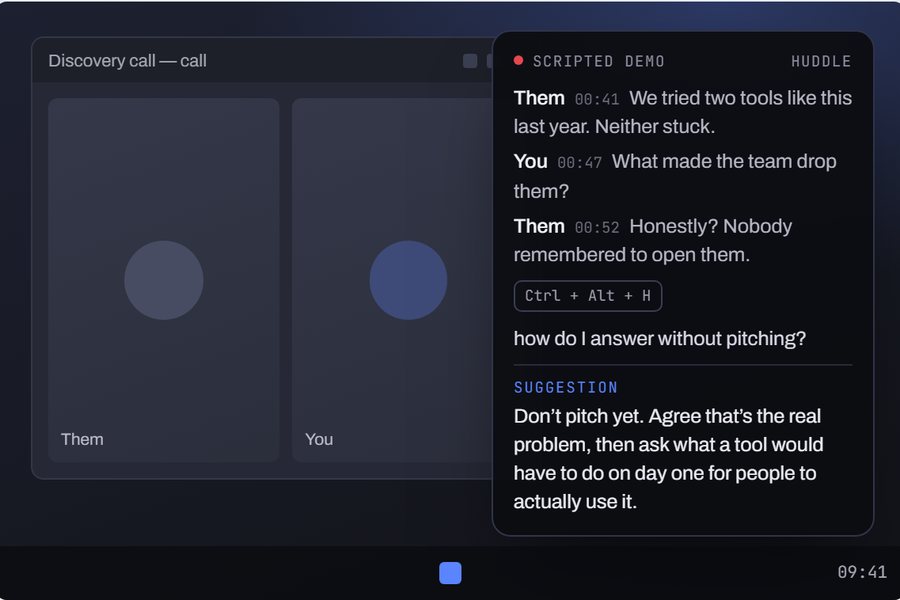 Discovery call — call
Them
You
SCRIPTED DEMO HUDDLE
Them 00:41 We tried two tools like this
last year. Neither stuck.
You 00:47 What made the team drop
them?
Them 00:52 Honestly? Nobody
remembered to open them.
Ctrl + Alt + H
how do I answer without pitching?
SUGGESTION
Don’t pitch yet. Agree that’s the real
problem, then ask what a tool would
have to do on day one for people to
actually use it.
09:41